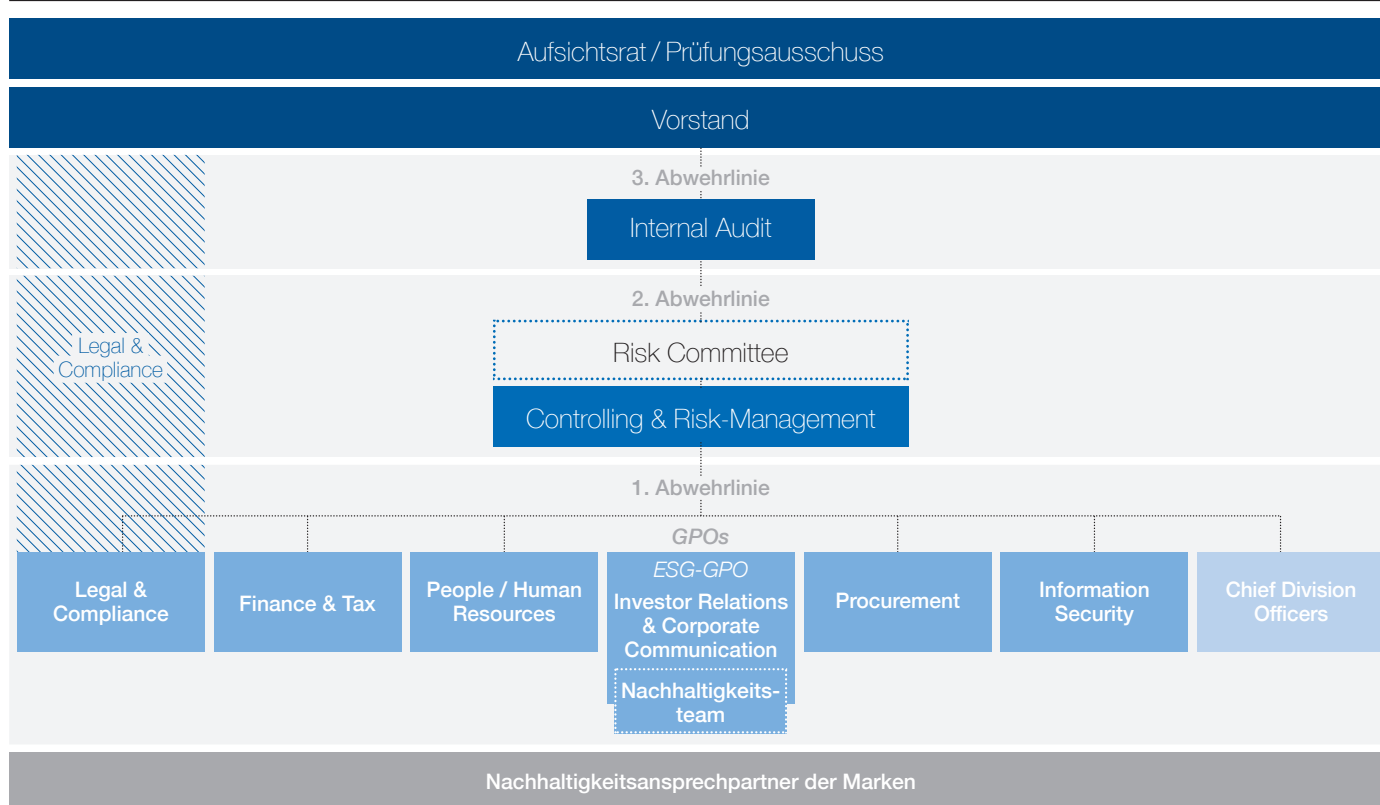 Aufsichtsrat / Prüfungsausschuss
Vorstand
3. Abwehrlinie
Internal Audit
2. Abwehrlinie
Legal &
Compliance
Risk Committee
Controlling & Risk-Management
1. Abwehrlinie
GPOs
Legal &
Compliance
Finance & Tax
People / Human
Resources
ESG-GPO
Investor Relations
& Corporate
Communication
Nachhaltigkeits-
team
Procurement
Information
Security
Chief Division
Officers
Nachhaltigkeitsansprechpartner der Marken